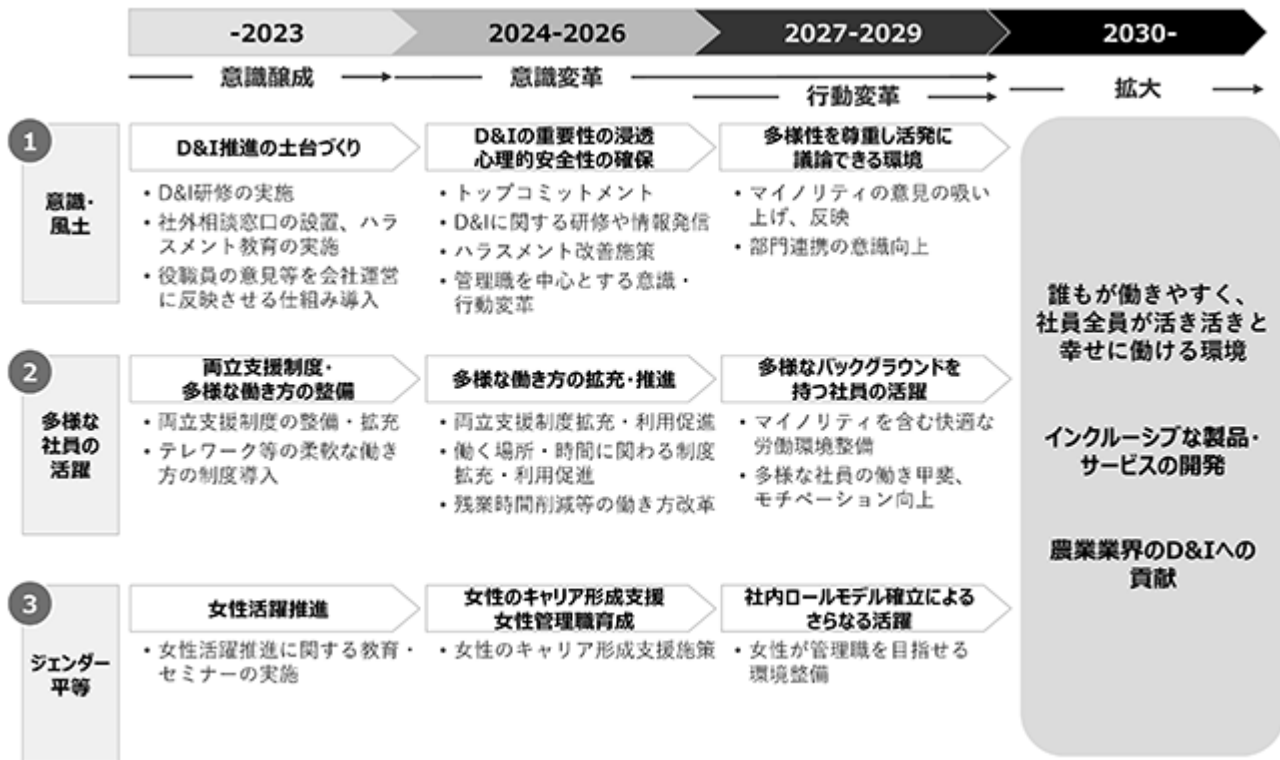 -2023
2024-2026
2027-2029
2030-
意識醸成
意識変革
行動変革
拡大
1
意識・
風土
D&I推進の土台づくり
・D&I研修の実施
・社外相談窓口の設置、ハラ
スメント教育の実施
・役職員の意見等を会社運営
に反映させる仕組み導入
D&Iの重要性の浸透
心理的安全性の確保
・トップコミットメント
・D&Iに関する研修や情報発信
・ハラスメント改善施策
・管理職を中心とする意識・
行動変革
多様性を尊重し活発に
議論できる環境
・マイノリティの意見の吸い
上げ、反映
・部門連携の意識向上
2
多様な
社員の
活躍
両立支援制度・
多様な働き方の整備
・両立支援制度の整備・拡充
・テレワーク等の柔軟な働き
方の制度導入
多様な働き方の拡充・推進
・両立支援制度拡充・利用促進
・働く場所・時間に関わる制度
拡充・利用促進
・残業時間削減等の働き方改革
多様なバックグラウンドを
持つ社員の活躍
・マイノリティを含む快適な
労働環境整備
・多様な社員の働き甲斐、
モチベーション向上
3
ジェンダー
平等
女性活躍推進
・女性活躍推進に関する教育・
セミナーの実施
女性のキャリア形成支援
女性管理職育成
・女性のキャリア形成支援施策
社内ロールモデル確立による
さらなる活躍
・女性が管理職を目指せる
環境整備
誰もが働きやすく、
社員全員が活き活きと
幸せに働ける環境
インクルーシブな製品・
サービスの開発
農業業界のD&Iへの
貢献